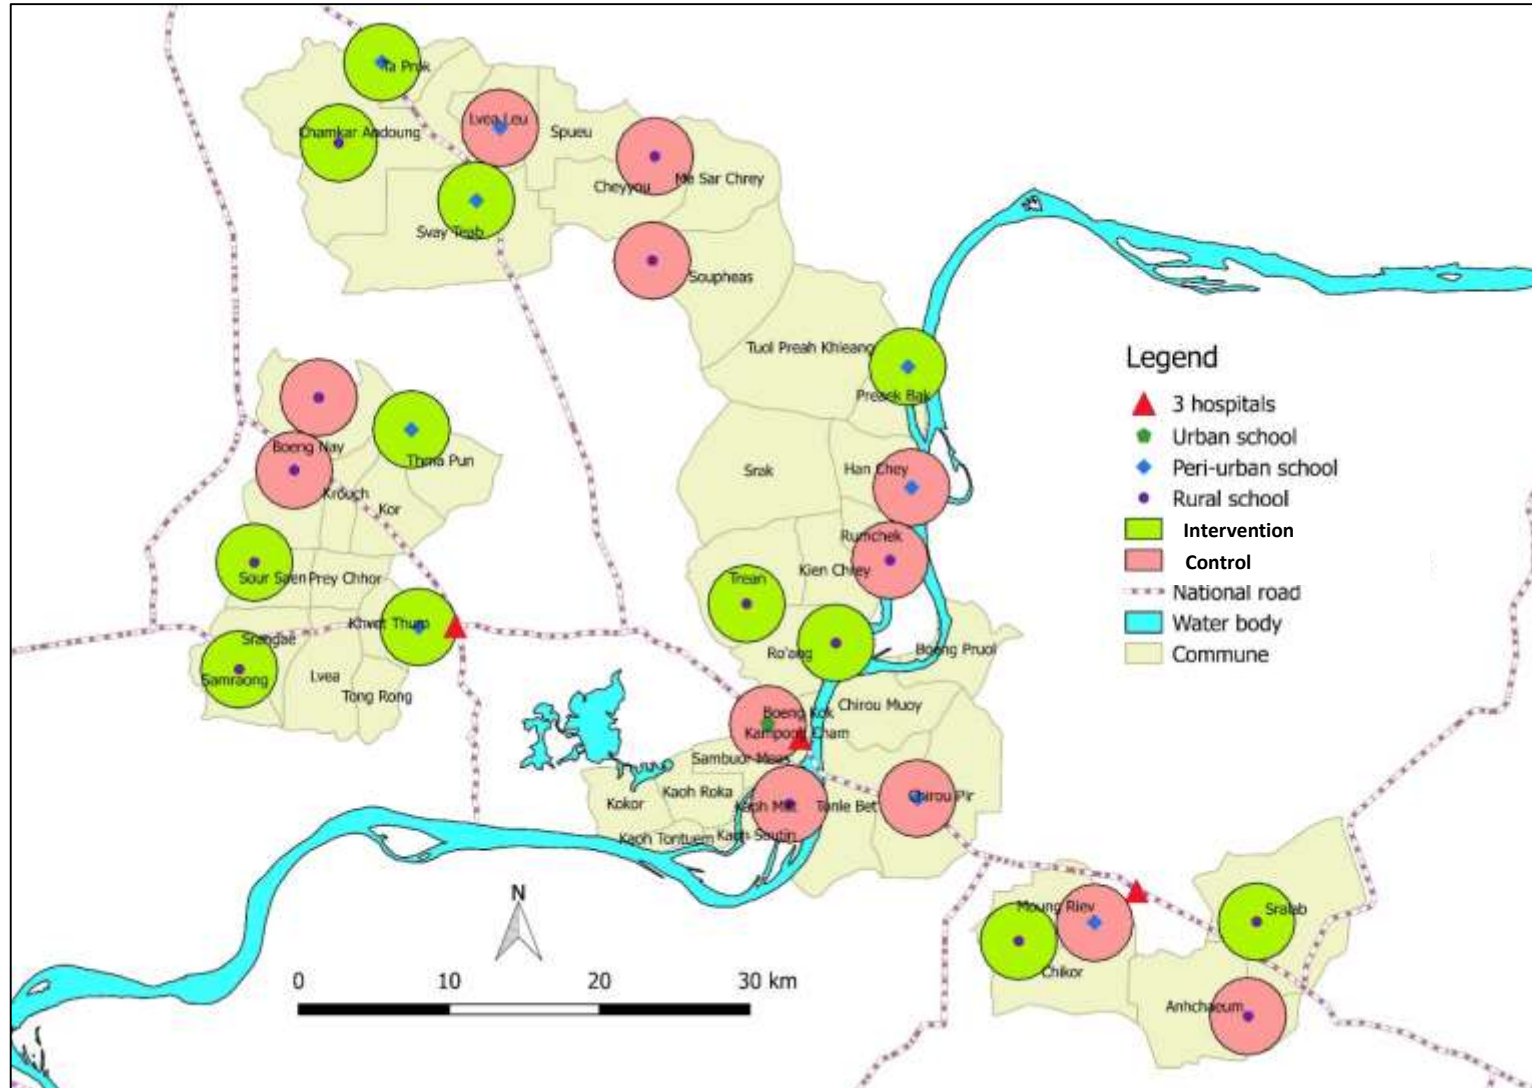 Ta Prok
Chamkar Andoung
Lvea Leu
Spueu
Cheyyou
Me Sar Chrey
Svay Teab
Soupheas
Tuol Preah Khleang
Preaek Bak
Boeng Nay
Thma Pun
Krouch
Kor
Srak
Han Chey
Rumchek
Kien Chrey
Sour Saen
Prey Chhor
Trean
Khvet Thum
Srangae
Samraong
Lvea
Tong Rong
Ro'ang
Boeng Pruol
Boeng Kok
Chirou Muoy
Kampong Cham
Sambuor Meas
Kokor
Kaoh Roka
Kaoh Mitt
Tonle Bet
Chirou Pir
Kaoh Tontuem
Kaoh Soutin
Moung Riev
Chikor
Sralab
Anhchaeum
Legend
3 hospitals
Urban school
Peri-urban school
Rural school
Intervention
Control
National road
Water body
Commune
N
0 10 20 30 km